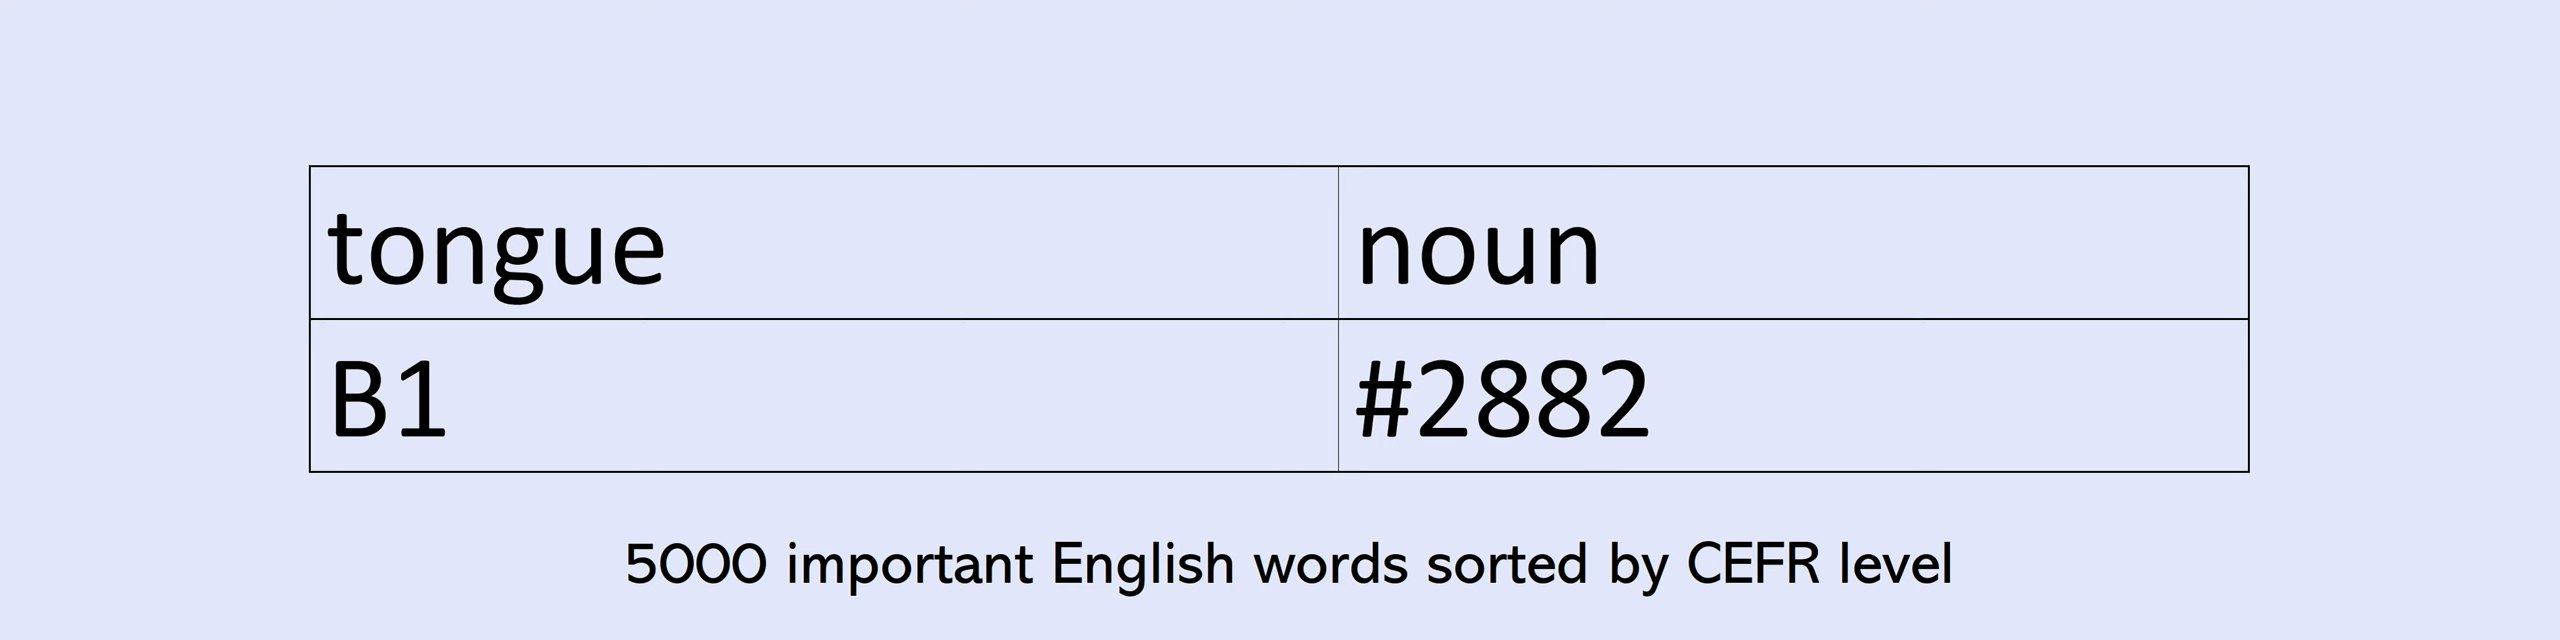 tongue noun
B1 #2882
5000 important English words sorted by CEFR level